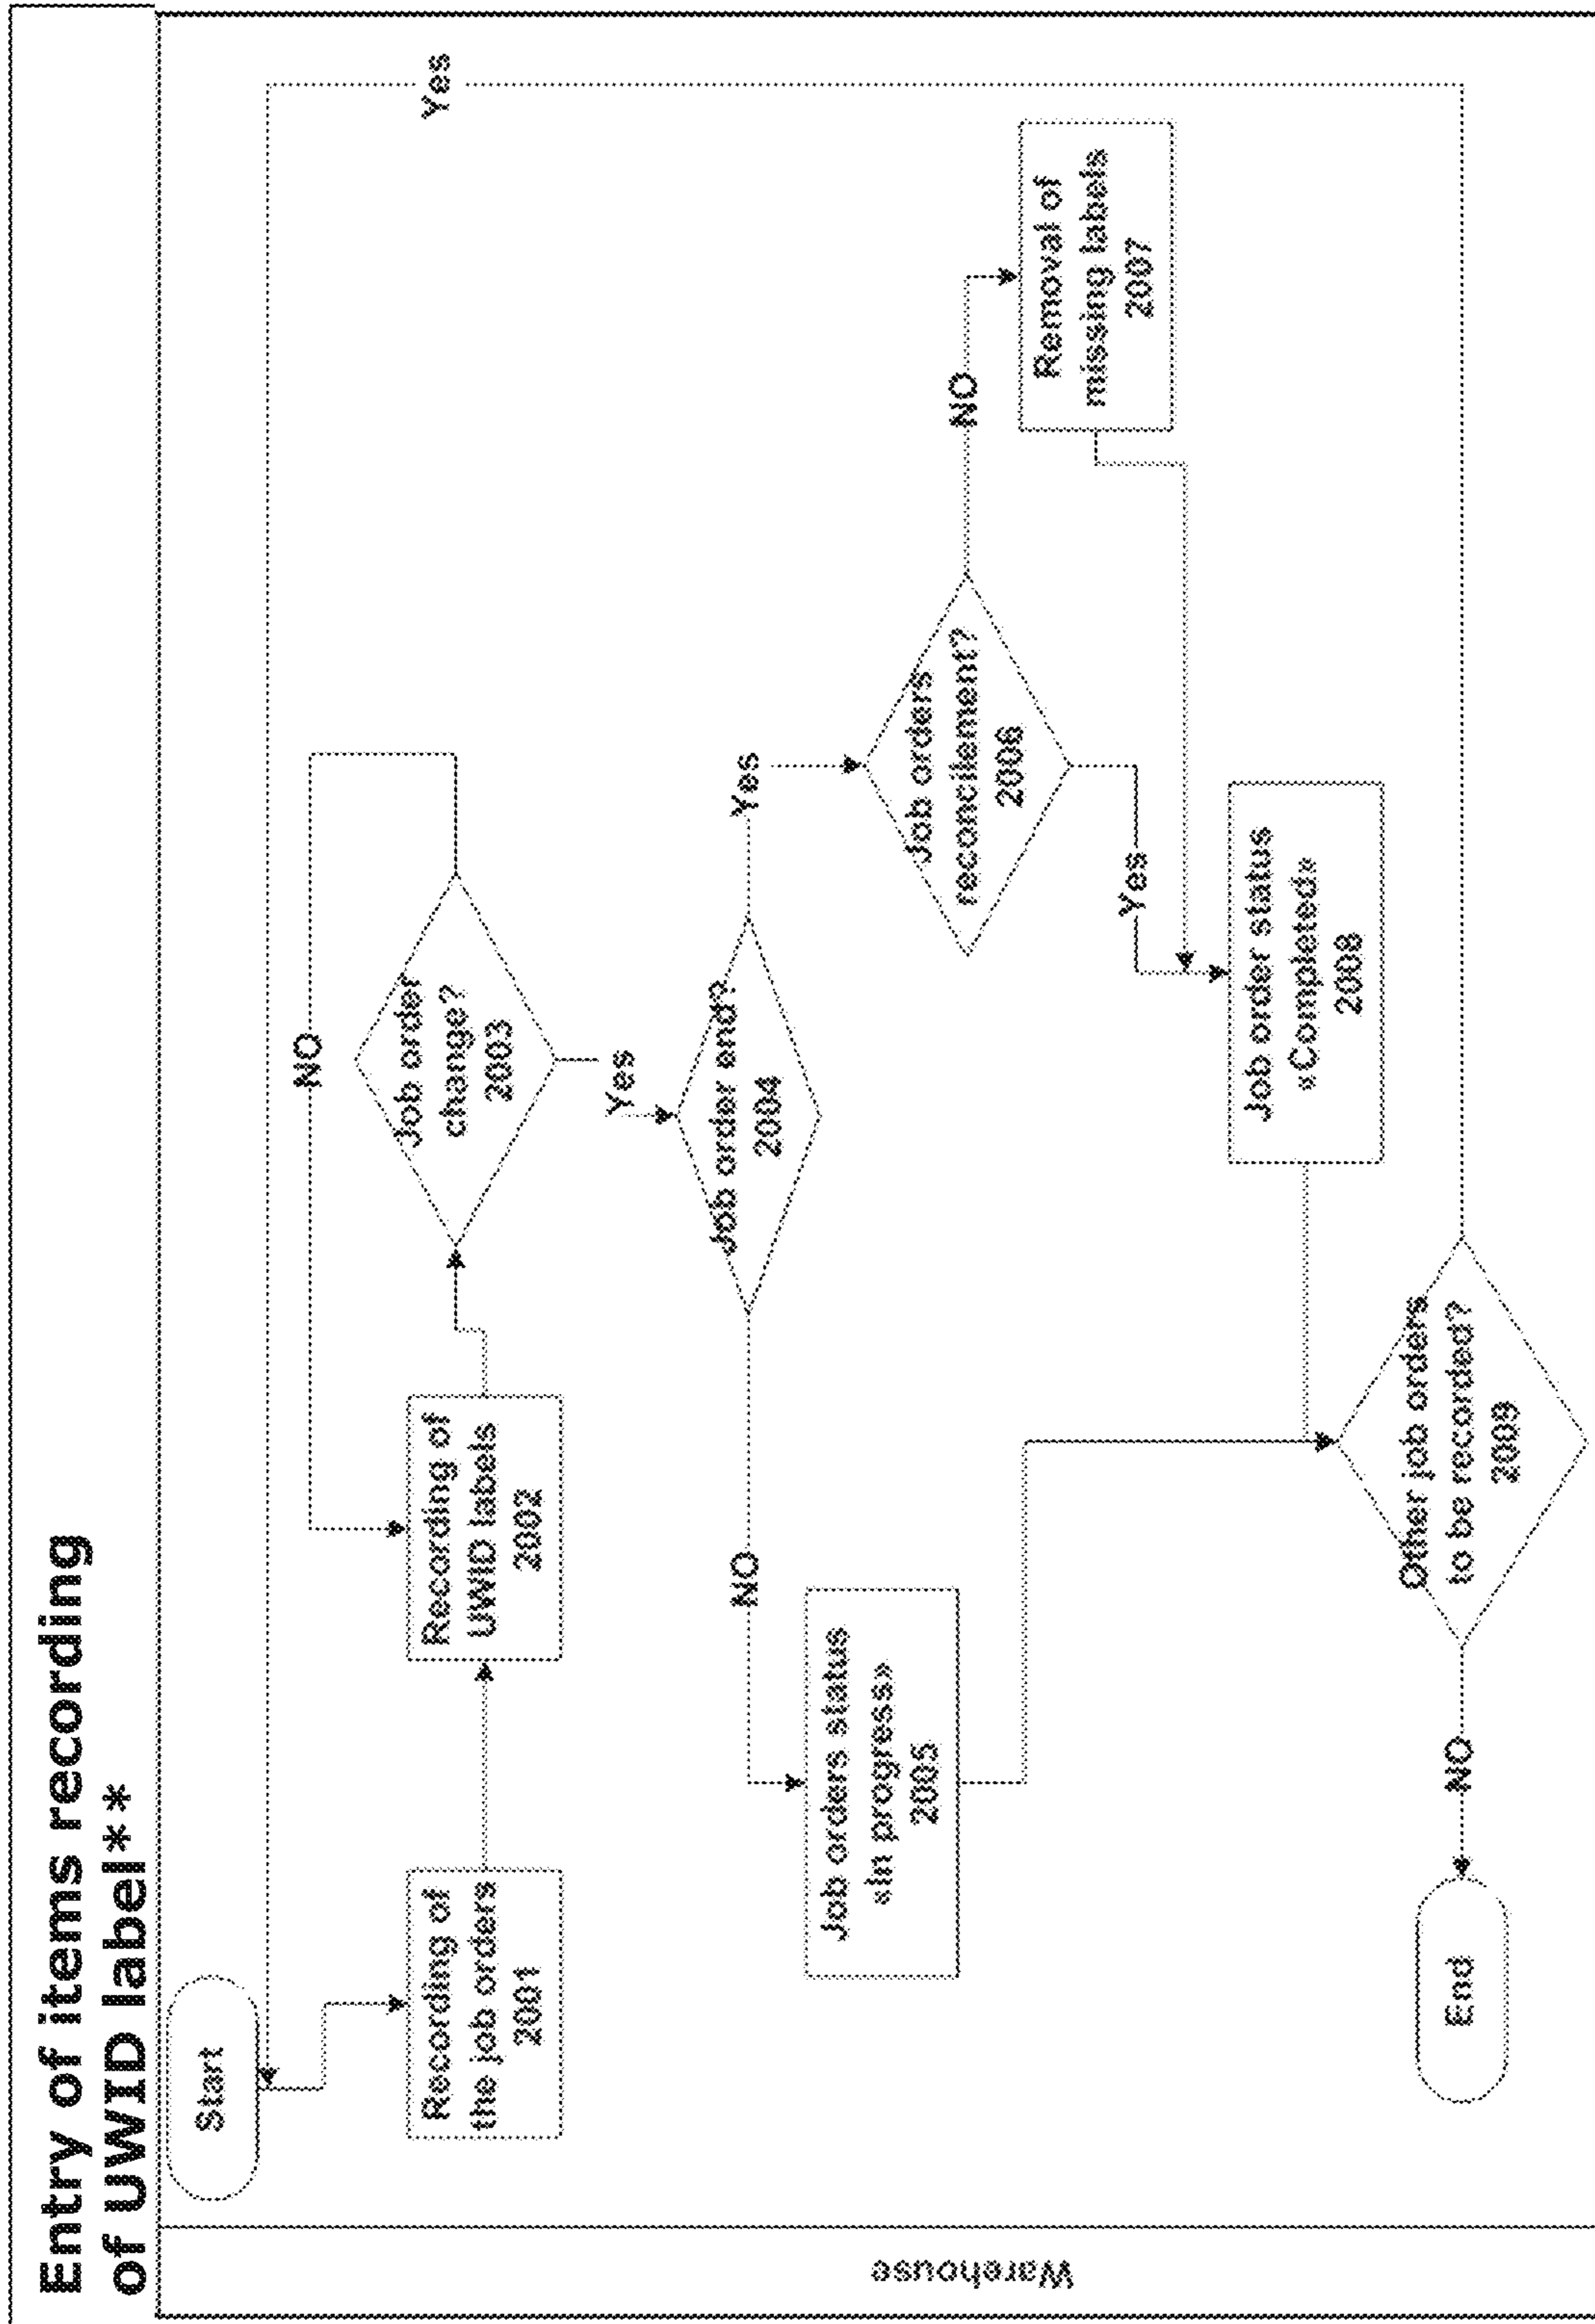 Entry of items recording
of UWID label**
Warehouse
Start
Yes
NO
Recording of
the job orders
2001
Recording of
UWID labels
2002
Job order
change?
2003
Yes
NO
Job order end?
2004
Yes
Job orders status
«In progress»
2005
Job orders
reconcilement?
2006
NO
Removal of
missing labels
2007
Yes
Job order status
«Completed»
2008
Other job orders
to be recorded?
2009
NO
End